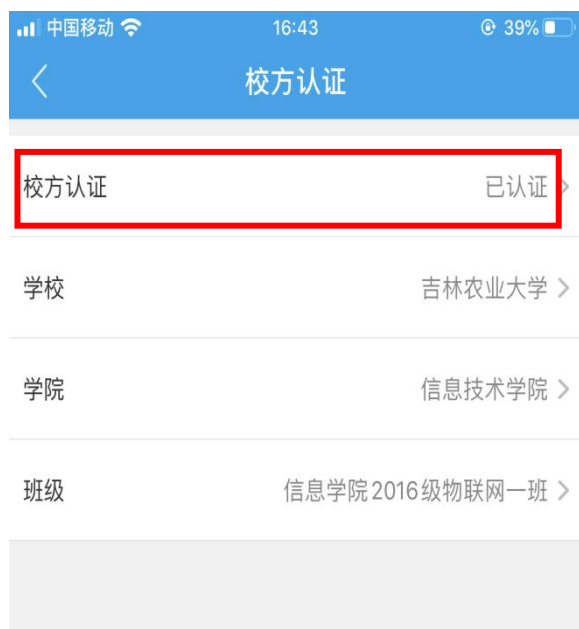 中国移动 16:43 39%
校方认证
校方认证 已认证
学校 吉林农业大学
学院 信息技术学院
班级 信息学院2016级物联网一班